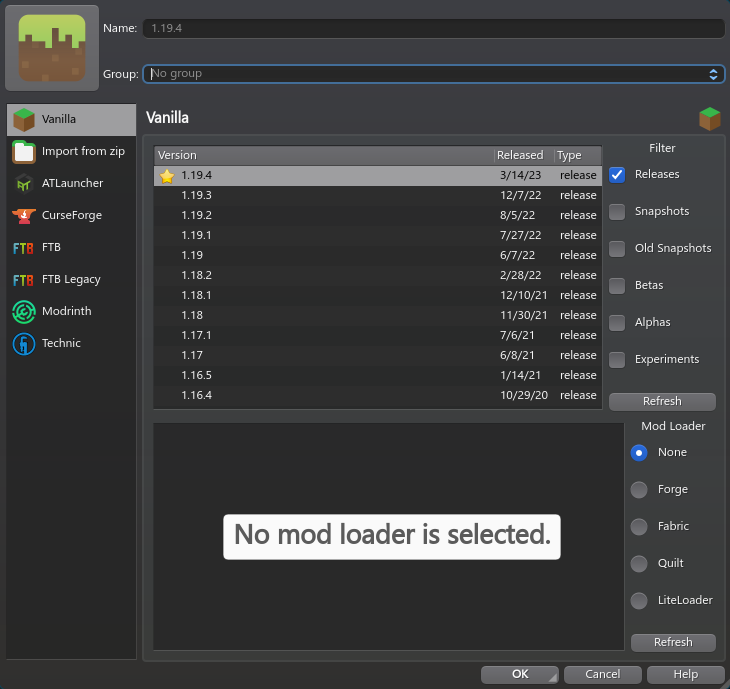 Name: 1.19.4
Group: No group
Vanilla
Import from zip
ATLauncher
CurseForge
FTB FTB
FTB FTB Legacy
Modrinth
Technic
Vanilla
Version Released Type
1.19.4 3/14/23 release
1.19.3 12/7/22 release
1.19.2 8/5/22 release
1.19.1 7/27/22 release
1.19 6/7/22 release
1.18.2 2/28/22 release
1.18.1 12/10/21 release
1.18 11/30/21 release
1.17.1 7/6/21 release
1.17 6/8/21 release
1.16.5 1/14/21 release
1.16.4 10/29/20 release
Filter
Releases
Snapshots
Old Snapshots
Betas
Alphas
Experiments
Refresh
No mod loader is selected.
Mod Loader
None
Forge
Fabric
Quilt
LiteLoader
Refresh
OK Cancel Help